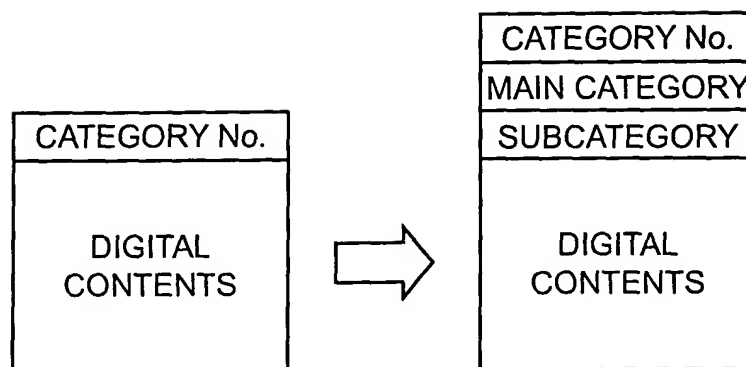 CATEGORY No.
DIGITAL
CONTENTS
CATEGORY No.
MAIN CATEGORY
SUBCATEGORY
DIGITAL
CONTENTS